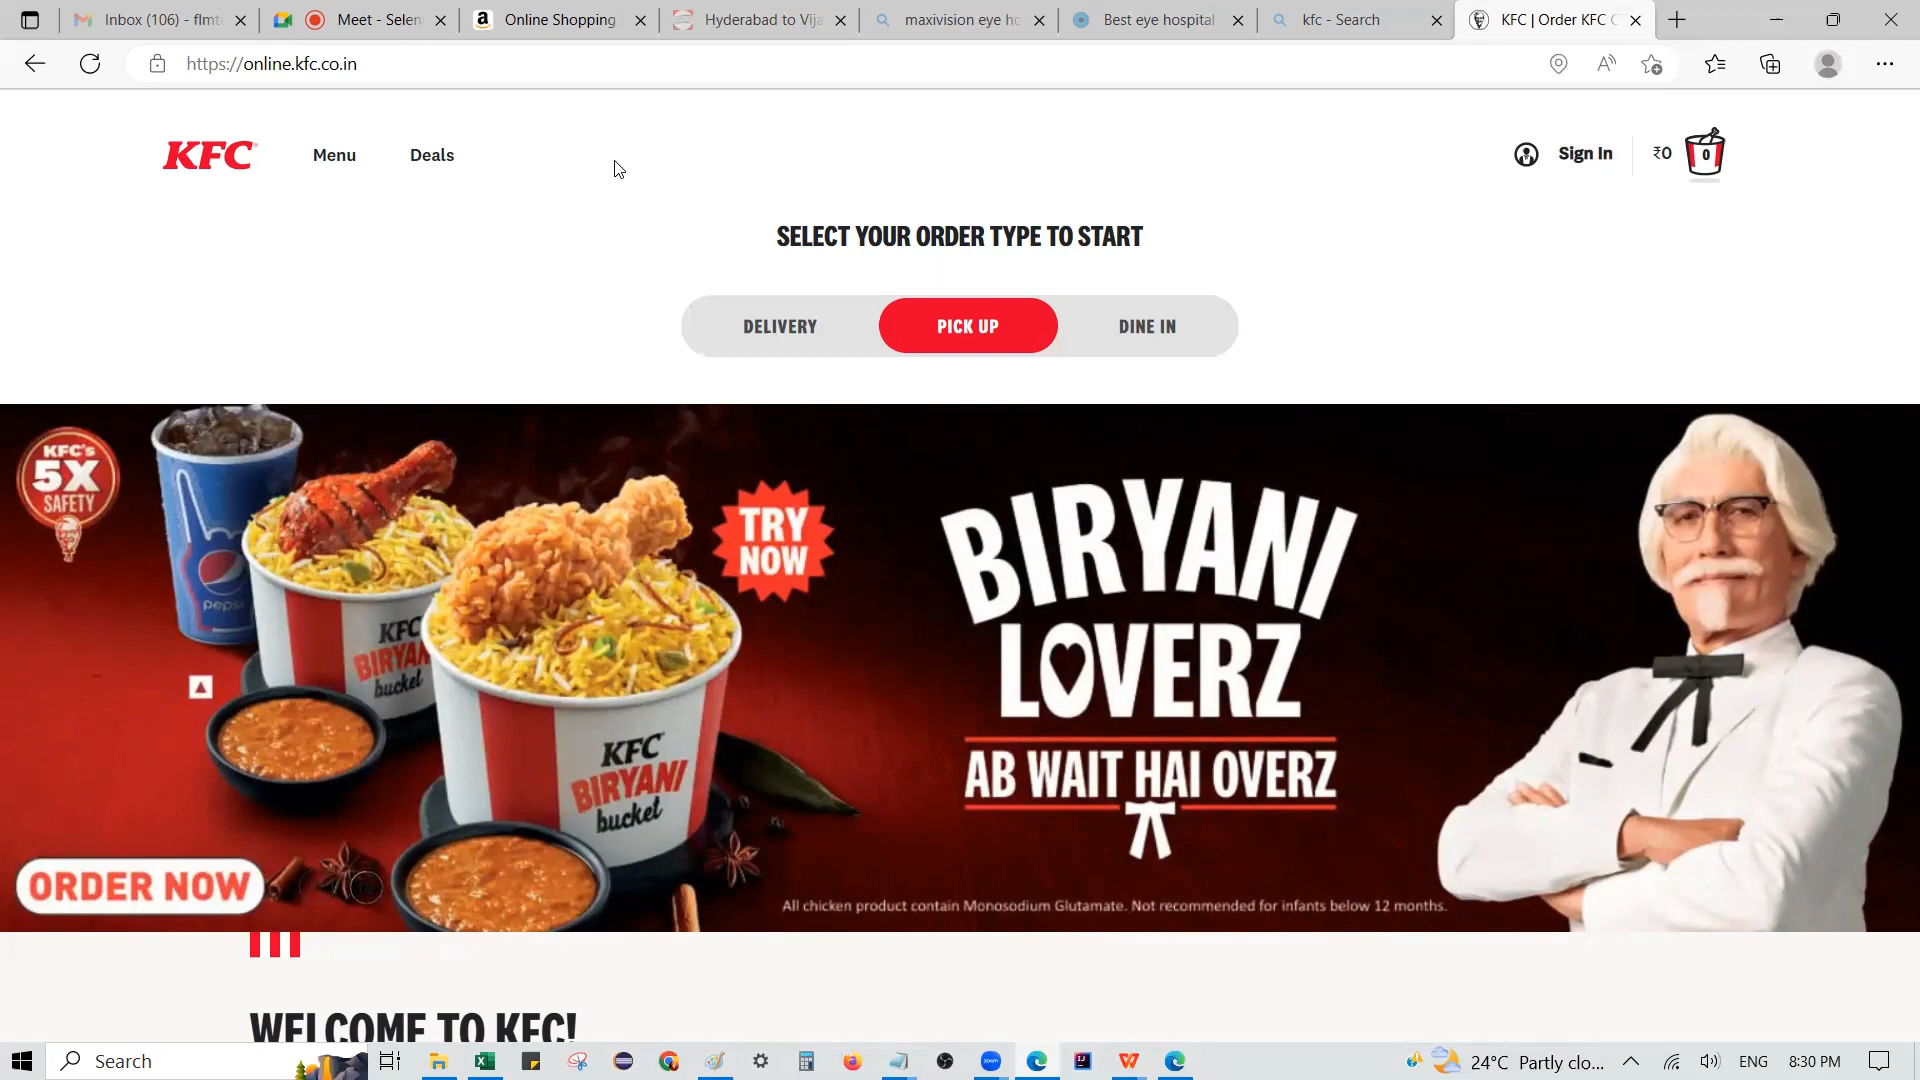 Inbox (106) - flmt
Meet - Selen
Online Shopping
Hyderabad to Vija
maxivision eye ho
Best eye hospital
kfc - Search
KFC | Order KFC C
https://online.kfc.co.in
KFC
Menu
Deals
Sign In
₹0
0
SELECT YOUR ORDER TYPE TO START
DELIVERY
PICK UP
DINE IN
KFC's
5X
SAFETY
pepsi
KFC
BIRYAN
bucket
KFC
BIRYANI
bucket
TRY
NOW
BIRYANI
LOVERZ
AB WAIT HAI OVERZ
ORDER NOW
All chicken product contain Monosodium Glutamate. Not recommended for infants below 12 months.
WELCOME TO KFC!
Search
24°C Partly clo...
ENG
8:30 PM